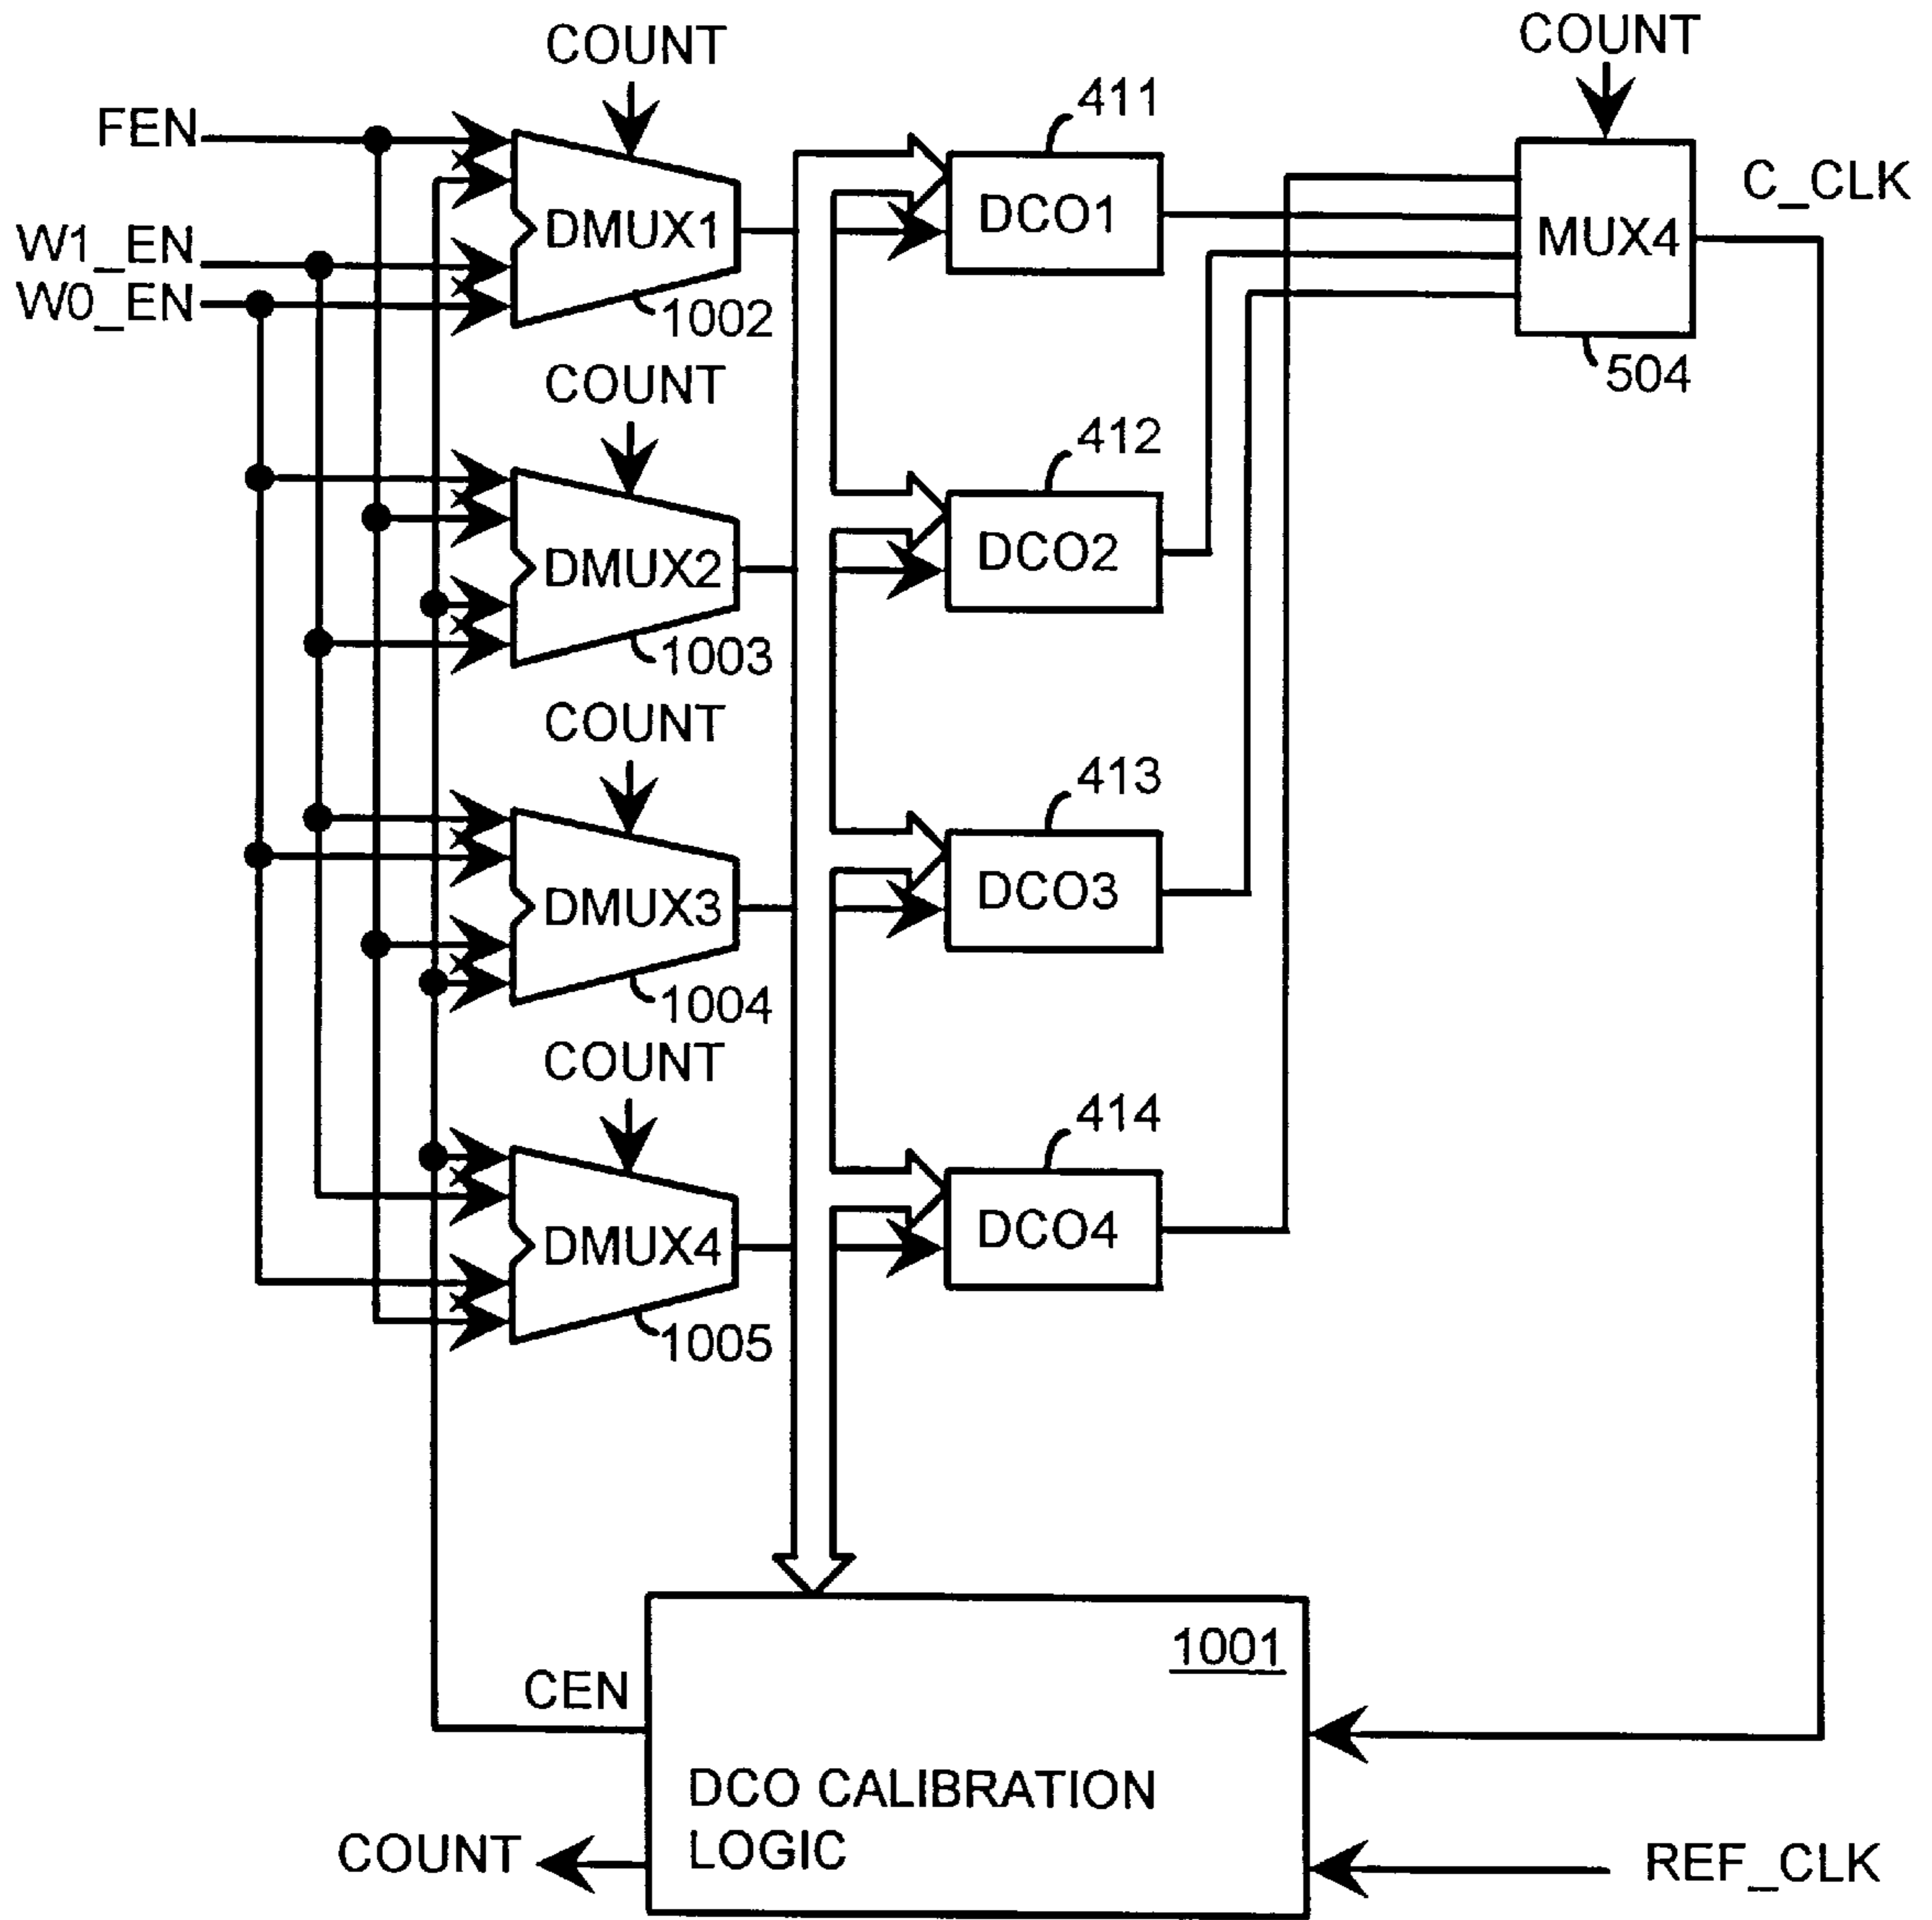 COUNT
COUNT
FEN
411
DCO1
C_CLK
MUX4
DMUX1
W1_EN
W0_EN
1002
504
COUNT
412
DCO2
DMUX2
1003
COUNT
413
DCO3
DMUX3
1004
COUNT
414
DCO4
DMUX4
1005
1001
CEN
DCO CALIBRATION
LOGIC
COUNT
REF_CLK